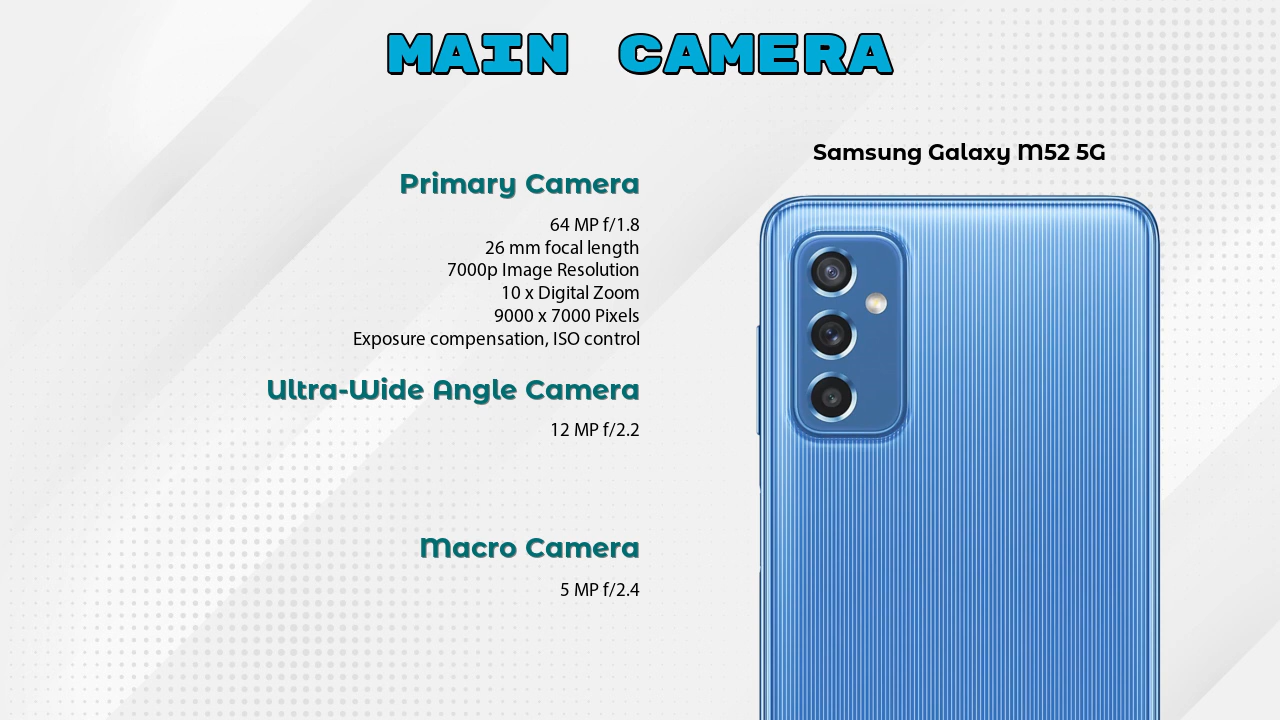 MAIN CAMERA
Samsung Galaxy M52 5G
Primary Camera
64 MP f/1.8
26 mm focal length
7000p Image Resolution
10 x Digital Zoom
9000 x 7000 Pixels
Exposure compensation, ISO control
Ultra-Wide Angle Camera
12 MP f/2.2
Macro Camera
5 MP f/2.4